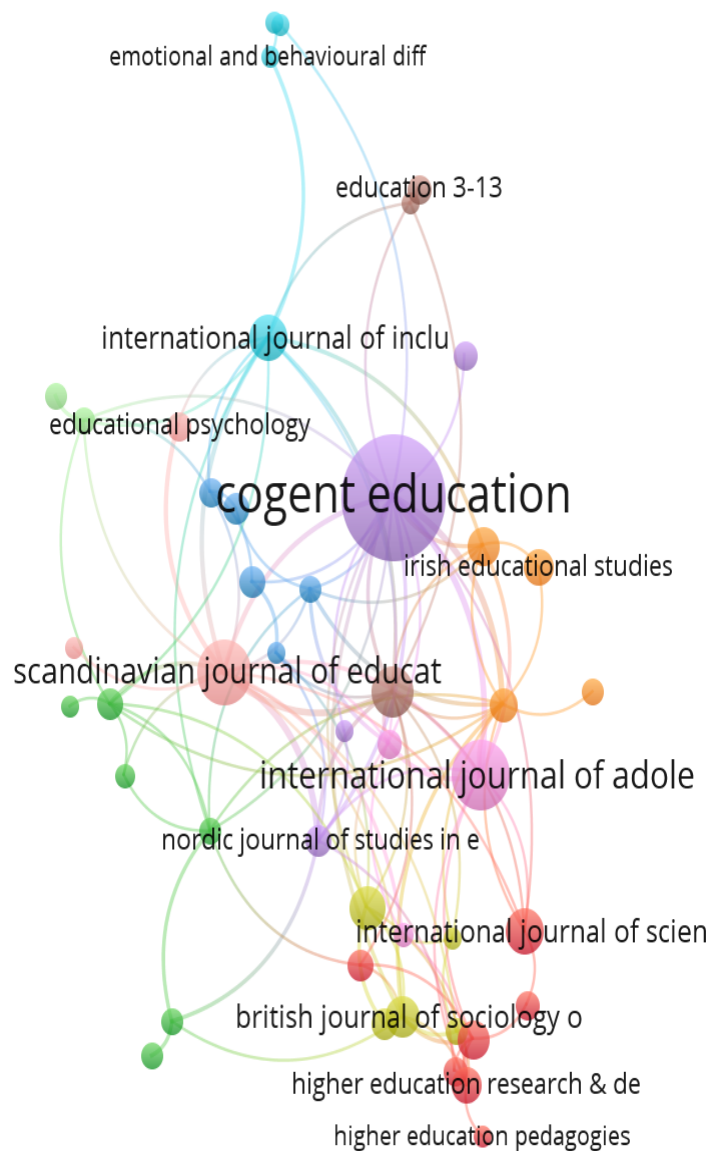 emotional and behavioural diff
education 3-13
international journal of inclu
educational psychology
cogent education
irish educational studies
scandinavian journal of educat
international journal of adole
nordic journal of studies in e
international journal of scien
british journal of sociology o
higher education research & de
higher education pedagogies